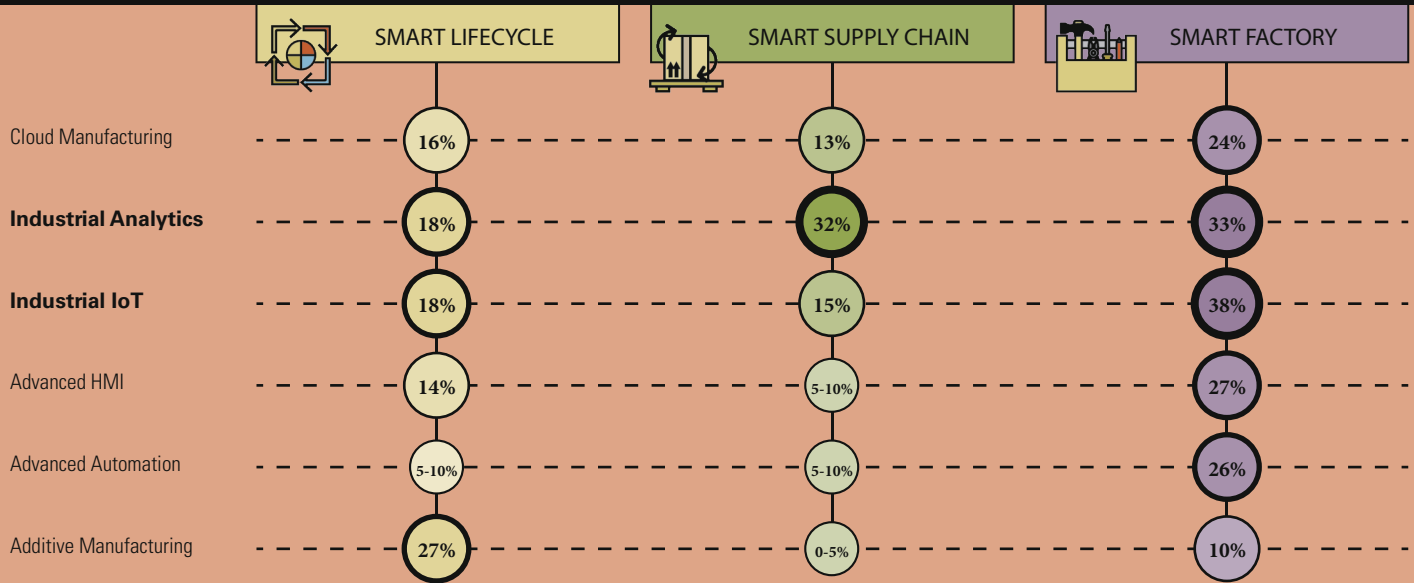 SMART LIFECYCLE SMART SUPPLY CHAIN SMART FACTORY
Cloud Manufacturing 16% 13% 24%
Industrial Analytics 18% 32% 33%
Industrial IoT 18% 15% 38%
Advanced HMI 14% 5-10% 27%
Advanced Automation 5-10% 5-10% 26%
Additive Manufacturing 27% 0-5% 10%